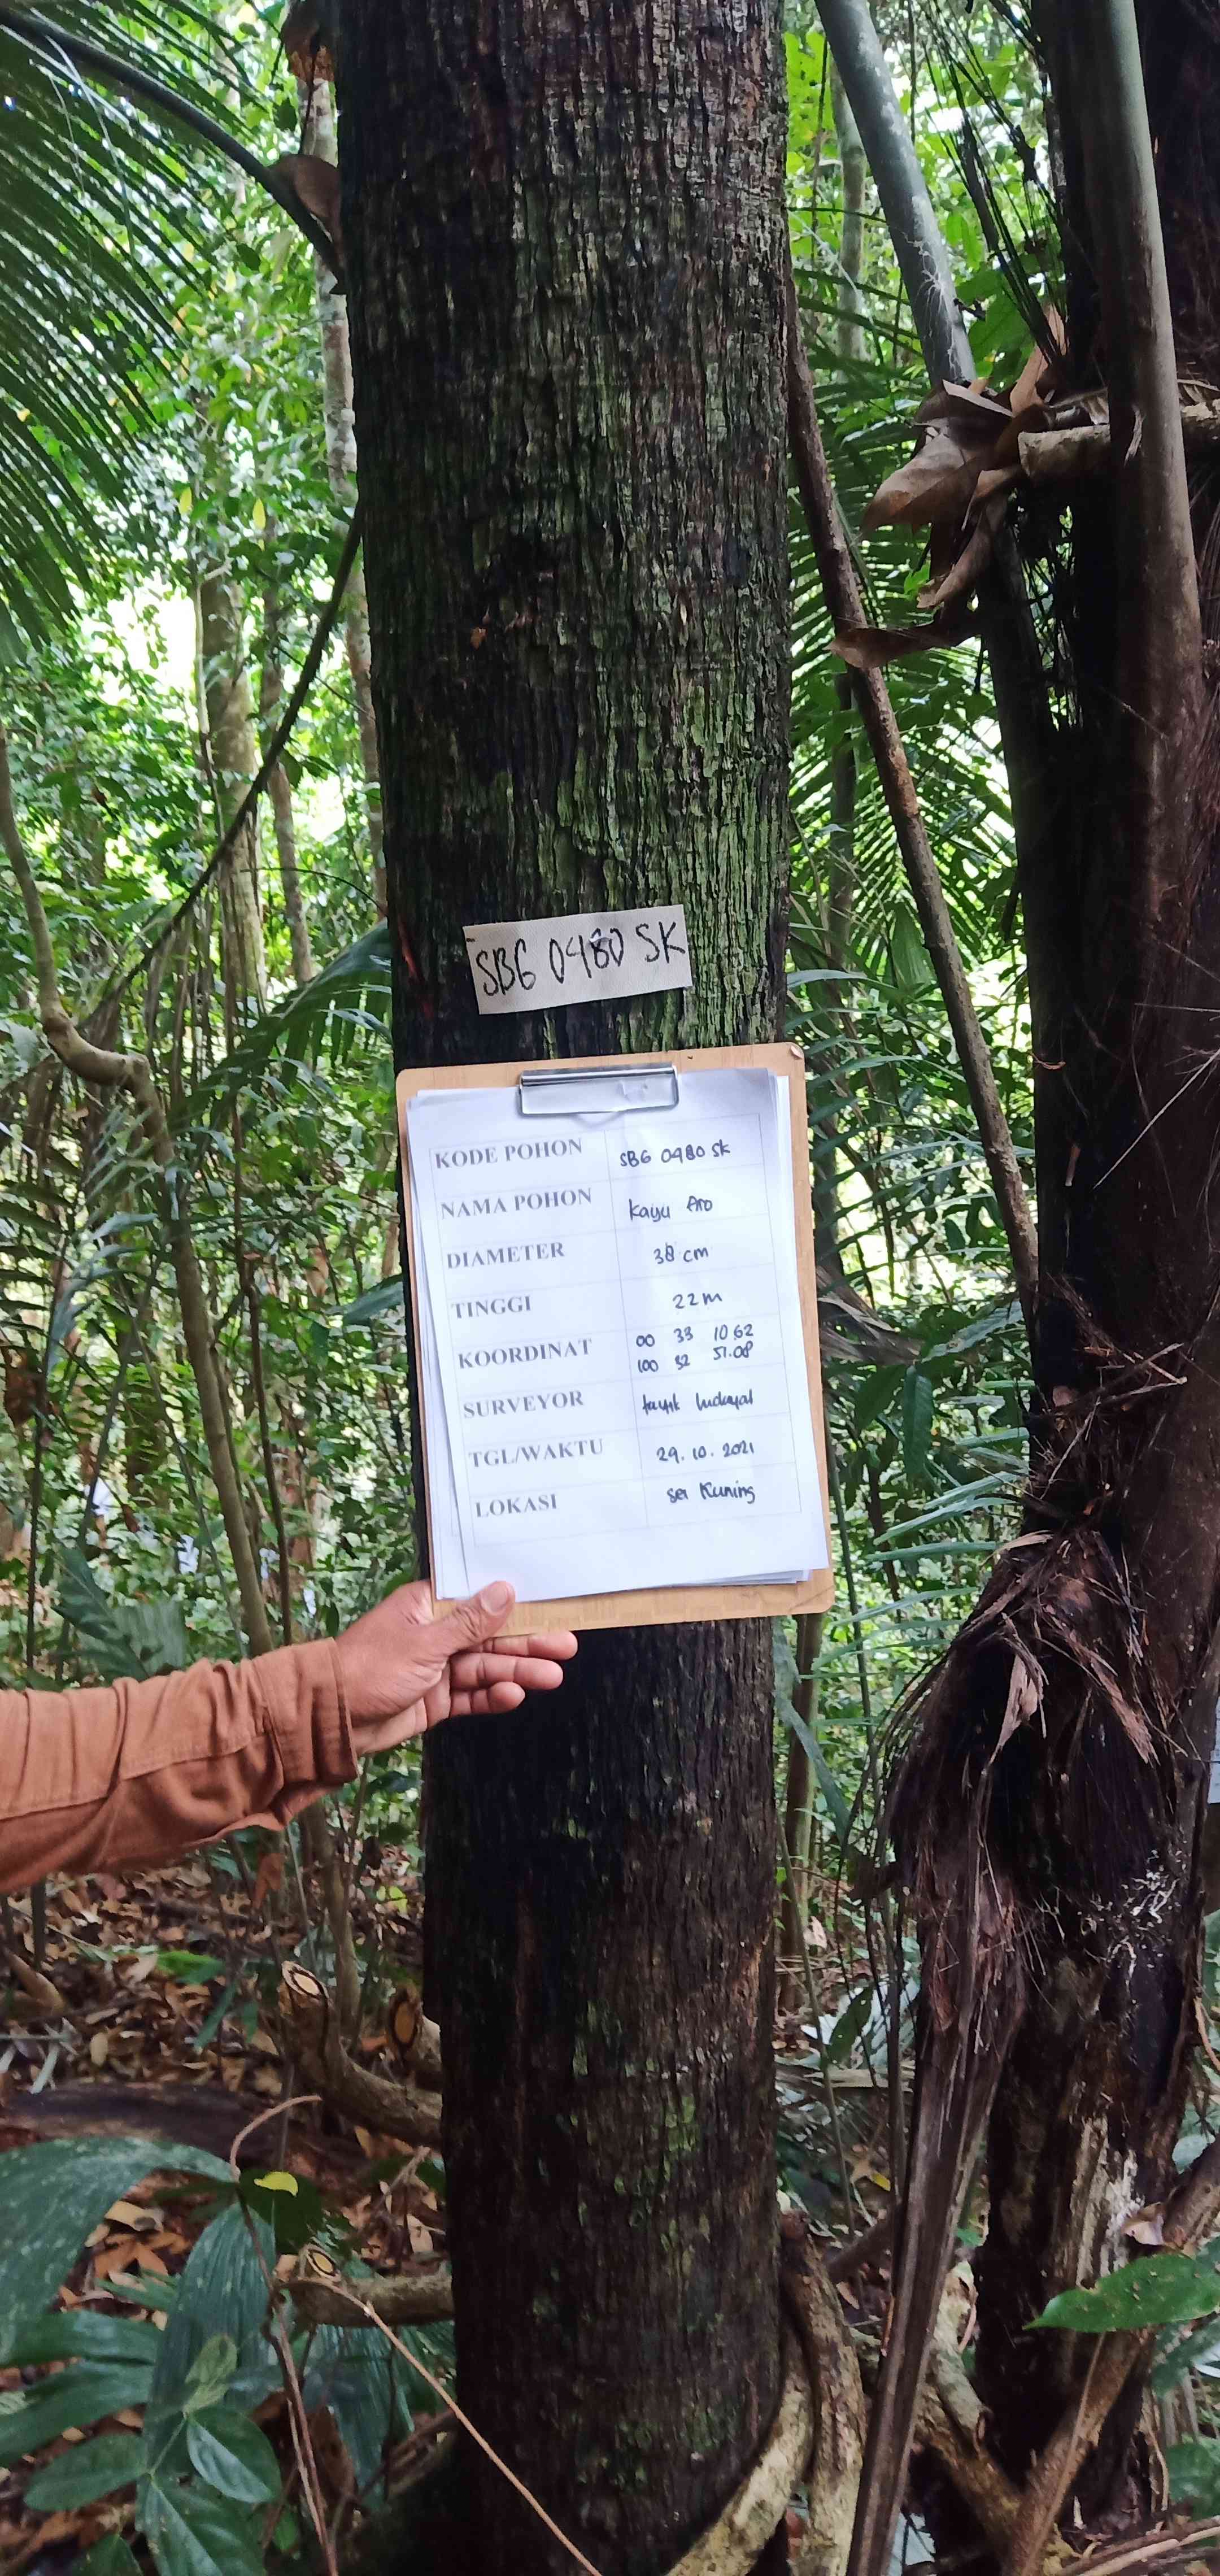 SBG 0480 SK
KODE POHON SBG 0480 SK
NAMA POHON Kayu Aro
DIAMETER 38 cm
TINGGI 22 m
KOORDINAT 00 33 10.62
100 32 51.08
SURVEYOR taufik hidayat
TGL/WAKTU 29. 10. 2021
LOKASI sei Kuning